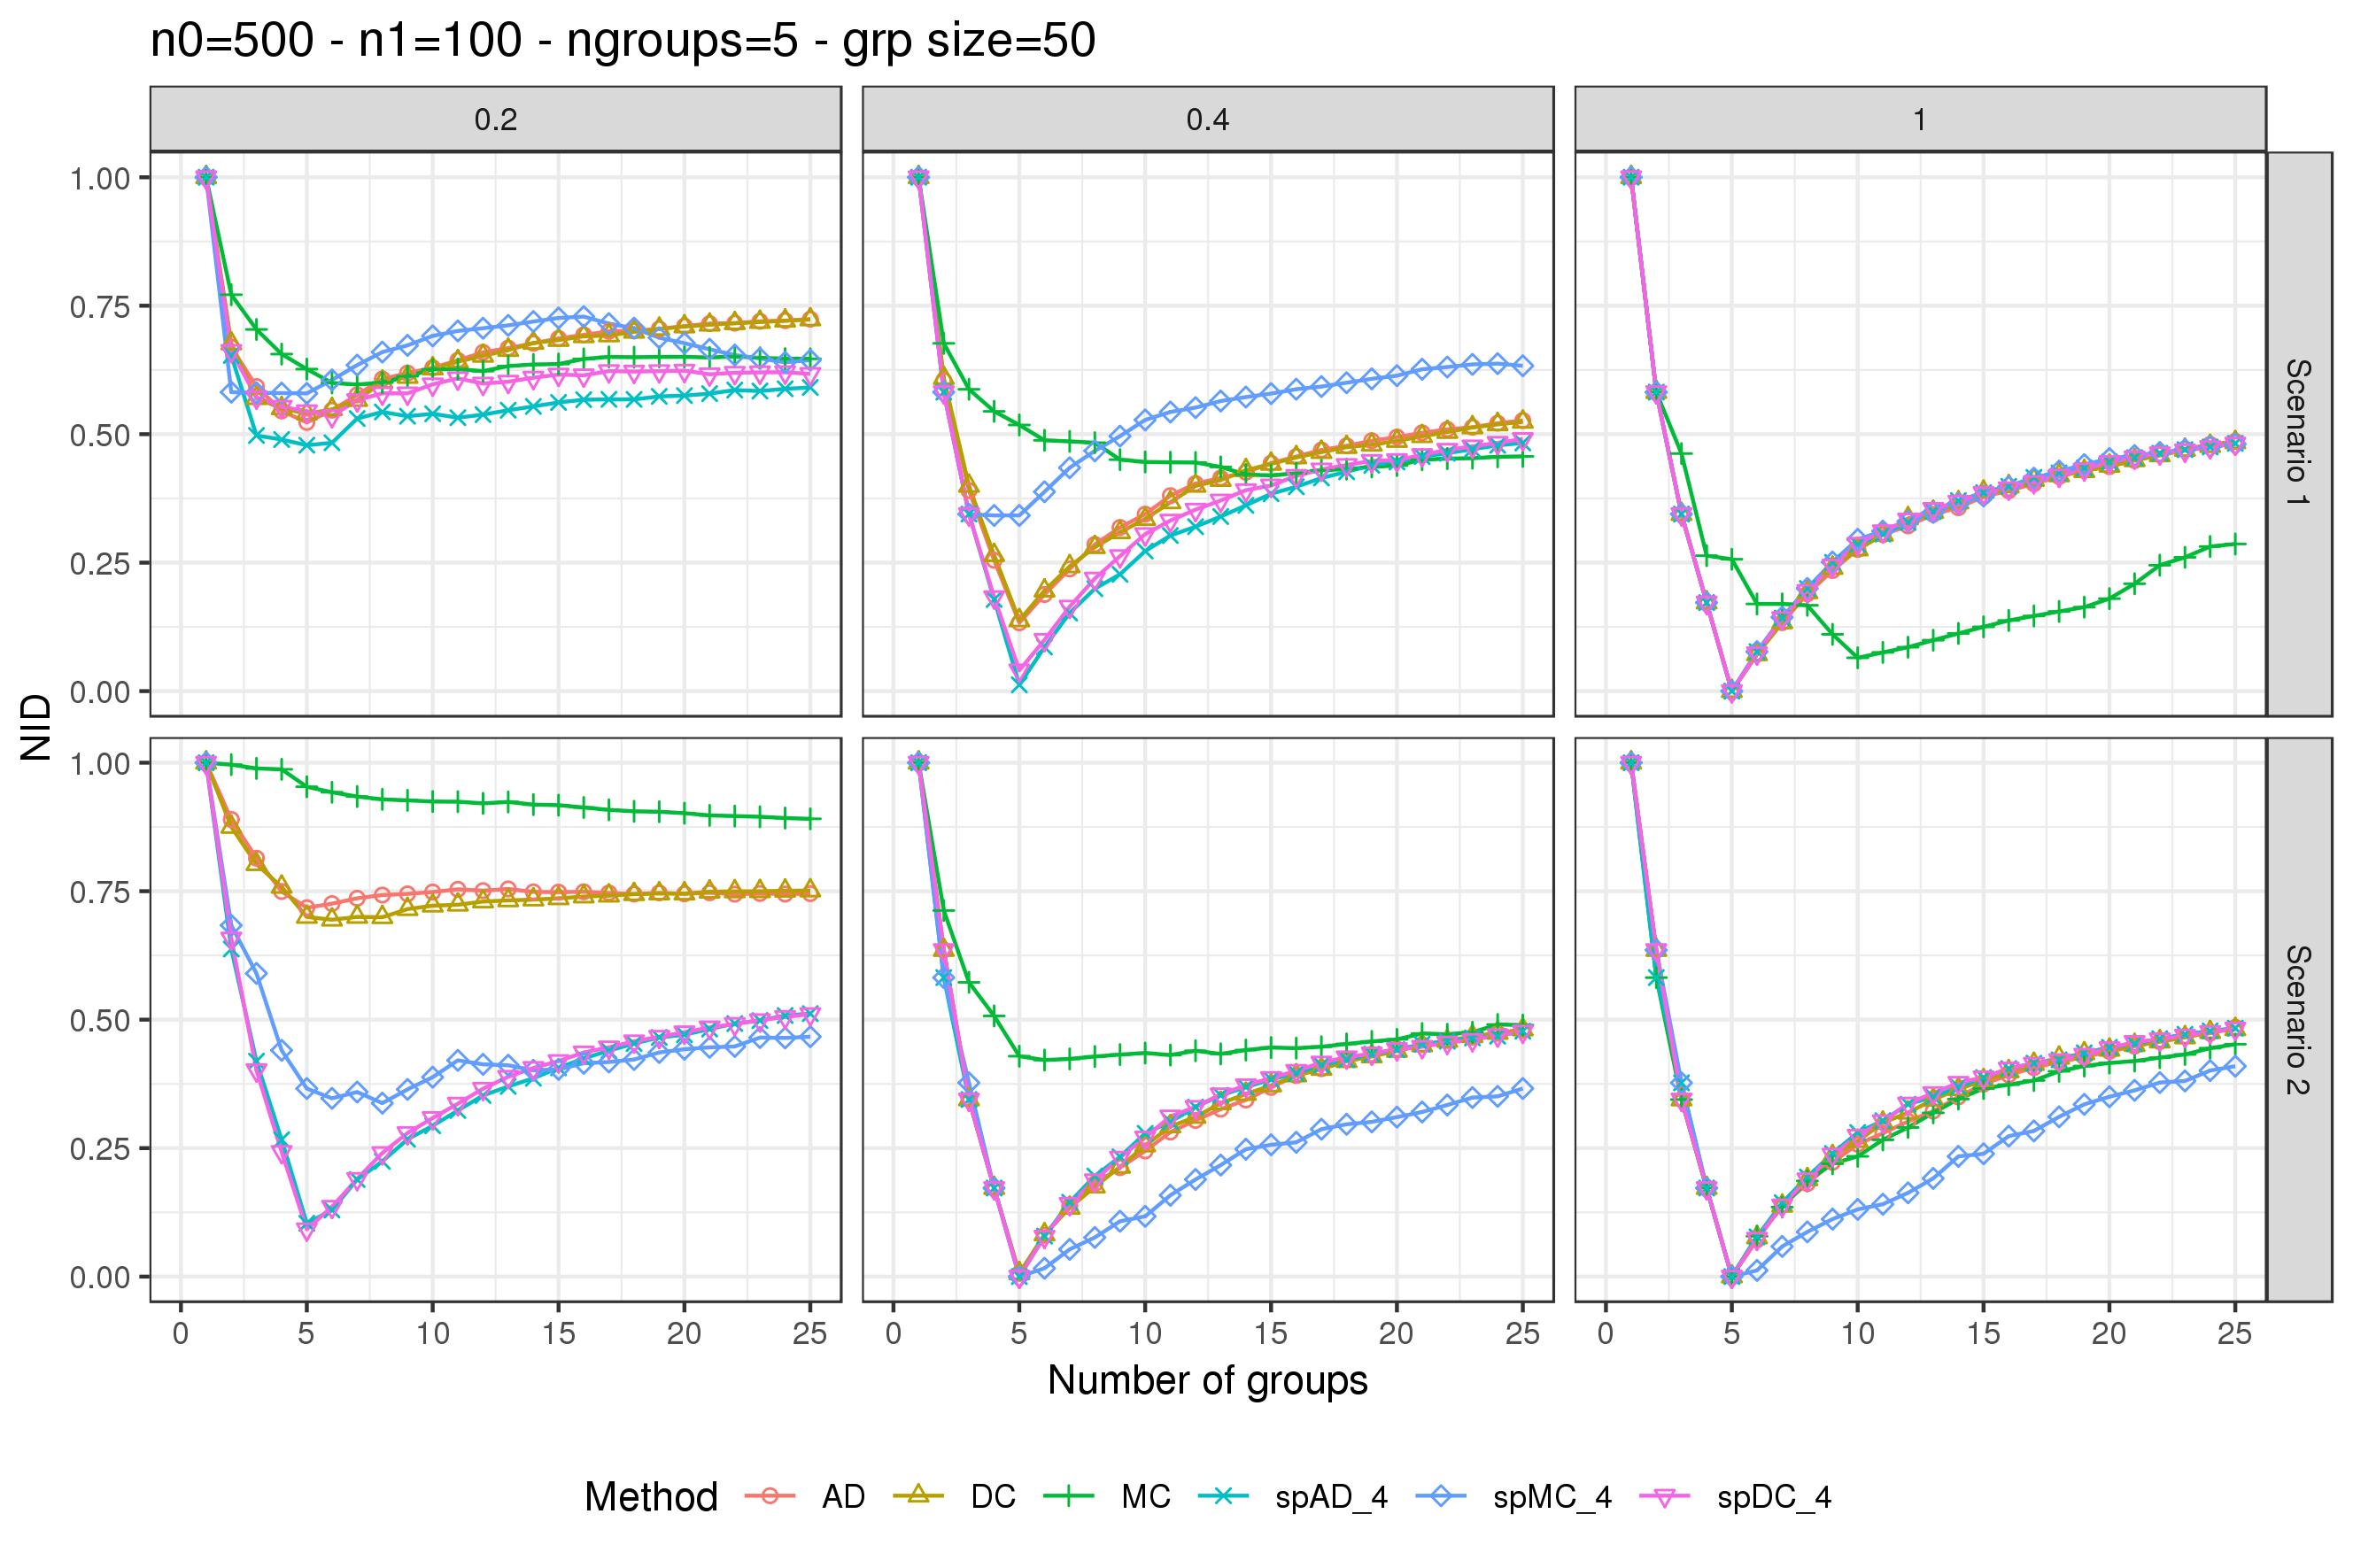 n0=500 - n1=100 - ngroups=5 - grp size=50
0.2 0.4 1
1.00
0.75
0.50
0.25
0.00
Scenario 1
NID
1.00
0.75
0.50
0.25
0.00
Scenario 2
0 5 10 15 20 25 0 5 10 15 20 25 0 5 10 15 20 25
Number of groups
Method AD DC MC spAD_4 spMC_4 spDC_4